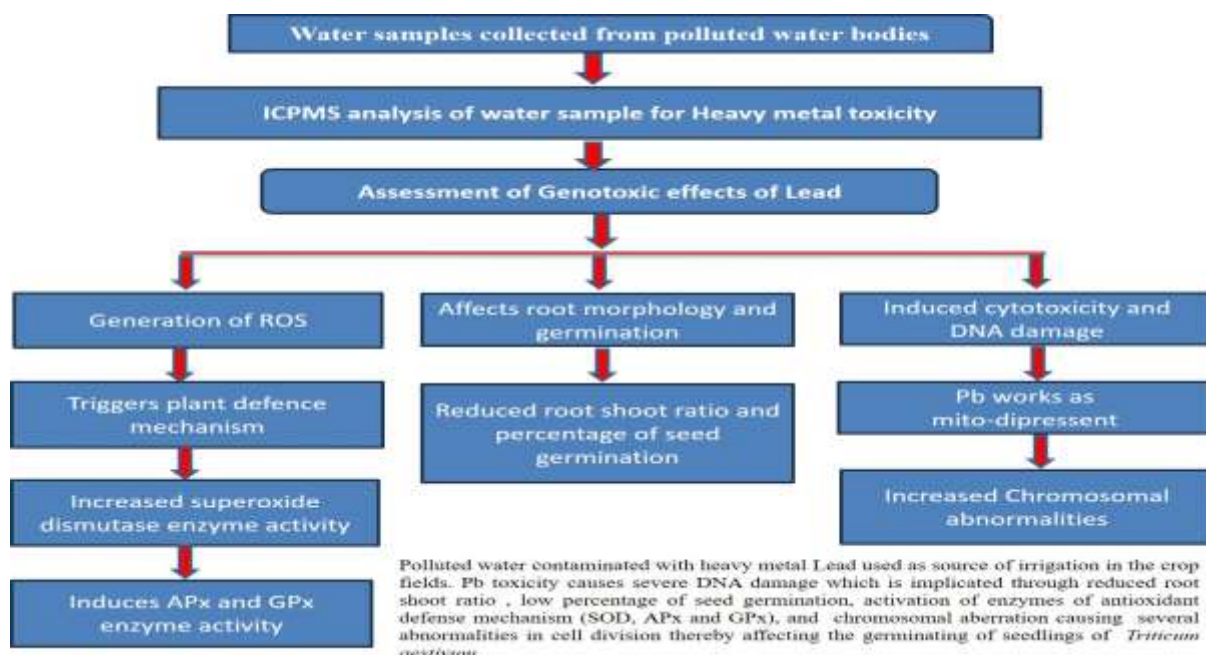 Water samples collected from polluted water bodies
ICPMS analysis of water sample for Heavy metal toxicity
Assessment of Genotoxic effects of Lead
Generation of ROS
Triggers plant defence
mechanism
Increased superoxide
dismutase enzyme activity
Induces APx and GPx
enzyme activity
Affects root morphology and
germination
Reduced root shoot ratio and
percentage of seed
germination
Induced cytotoxicity and
DNA damage
Pb works as
mito-dipressent
Increased Chromosomal
abnormalities
Polluted water contaminated with heavy metal Lead used as source of irrigation in the crop
fields. Pb toxicity causes severe DNA damage which is implicated through reduced root
shoot ratio , low percentage of seed germination, activation of enzymes of antioxidant
defense mechanism (SOD, APx and GPx), and chromosomal aberration causing several
abnormalities in cell division thereby affecting the germinating of seedlings of Triticum